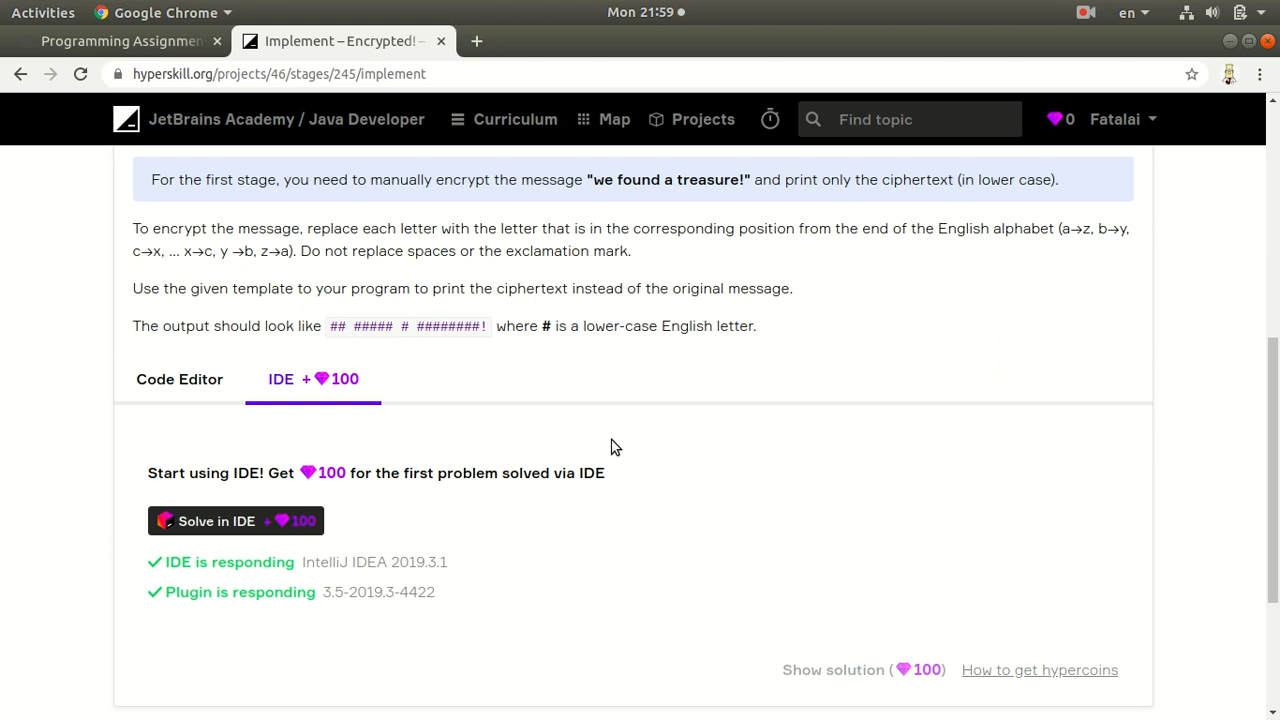 Activities Google Chrome Mon 21:59 en
Programming Assignmen Implement – Encrypted! –
hyperskill.org/projects/46/stages/245/implement
JetBrains Academy / Java Developer Curriculum Map Projects Find topic 0 Fatalai
For the first stage, you need to manually encrypt the message "we found a treasure!" and print only the ciphertext (in lower case).
To encrypt the message, replace each letter with the letter that is in the corresponding position from the end of the English alphabet (a→z, b→y,
c→x, ... x→c, y →b, z→a). Do not replace spaces or the exclamation mark.
Use the given template to your program to print the ciphertext instead of the original message.
The output should look like ## ##### # ########! where # is a lower-case English letter.
Code Editor IDE + 100
Start using IDE! Get 100 for the first problem solved via IDE
Solve in IDE + 100
IDE is responding IntelliJ IDEA 2019.3.1
Plugin is responding 3.5-2019.3-4422
Show solution ( 100) How to get hypercoins